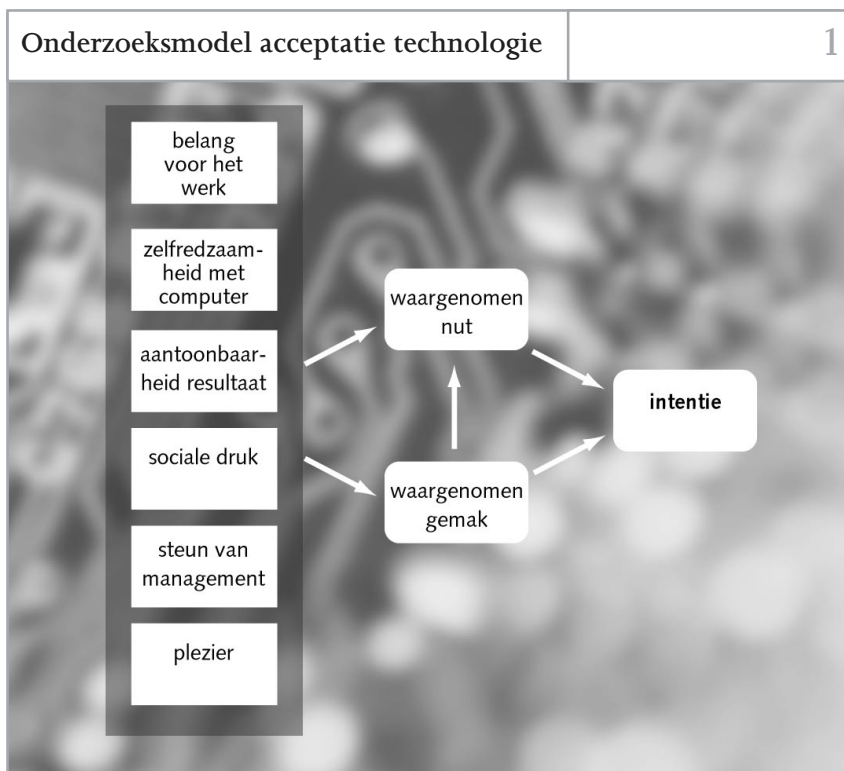 Onderzoeksmodel acceptatie technologie
1
belang
voor het
werk
zelfredzaam-
heid met
computer
aantoonbaar-
heid resultaat
sociale druk
steun van
management
plezier
waargenomen
nut
waargenomen
gemak
intentie